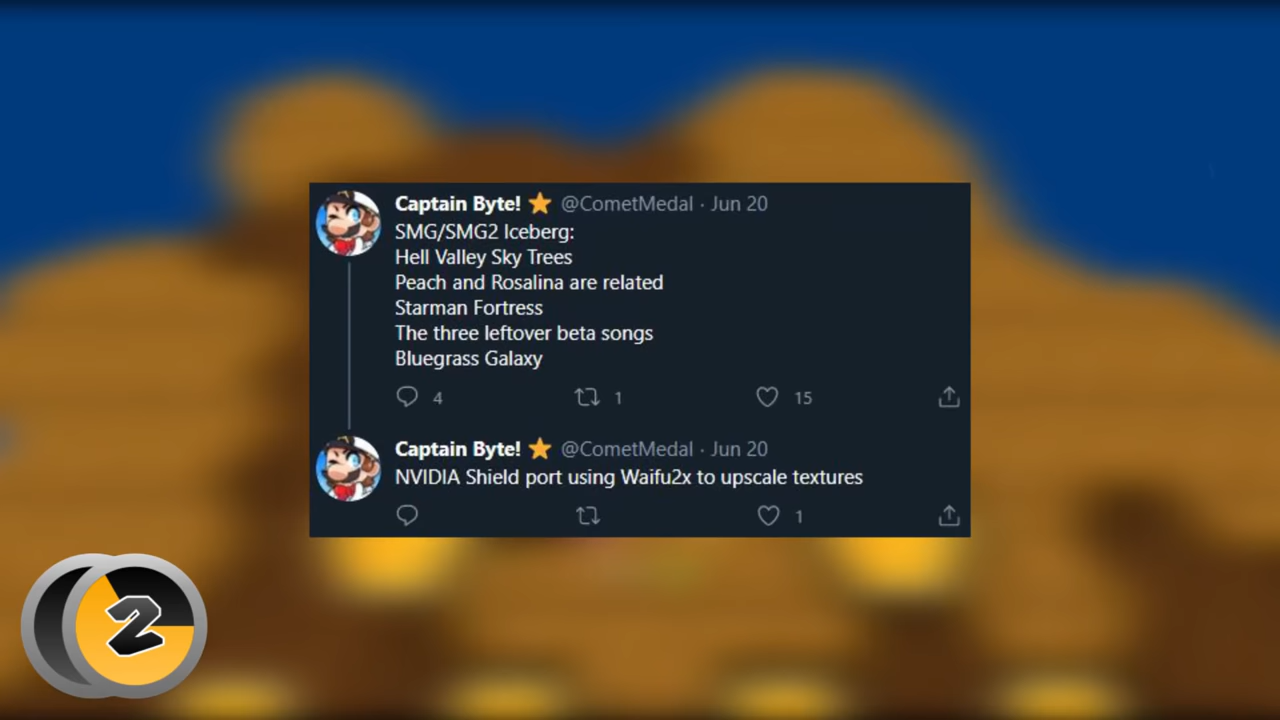 Captain Byte! ⭐ @CometMedal · Jun 20
SMG/SMG2 Iceberg:
Hell Valley Sky Trees
Peach and Rosalina are related
Starman Fortress
The three leftover beta songs
Bluegrass Galaxy
4 1 15
Captain Byte! ⭐ @CometMedal · Jun 20
NVIDIA Shield port using Waifu2x to upscale textures
1
2